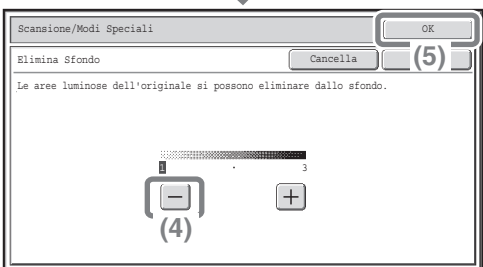 Scansione/Modi Speciali
OK
Elimina Sfondo
Cancella
(5)
Le aree luminose dell'originale si possono eliminare dallo sfondo.
1 · 3
− +
(4)